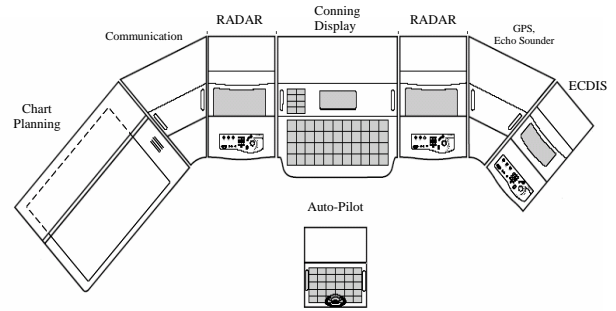 Communication
RADAR
Conning
Display
RADAR
GPS,
Echo Sounder
ECDIS
Chart
Planning
Auto-Pilot